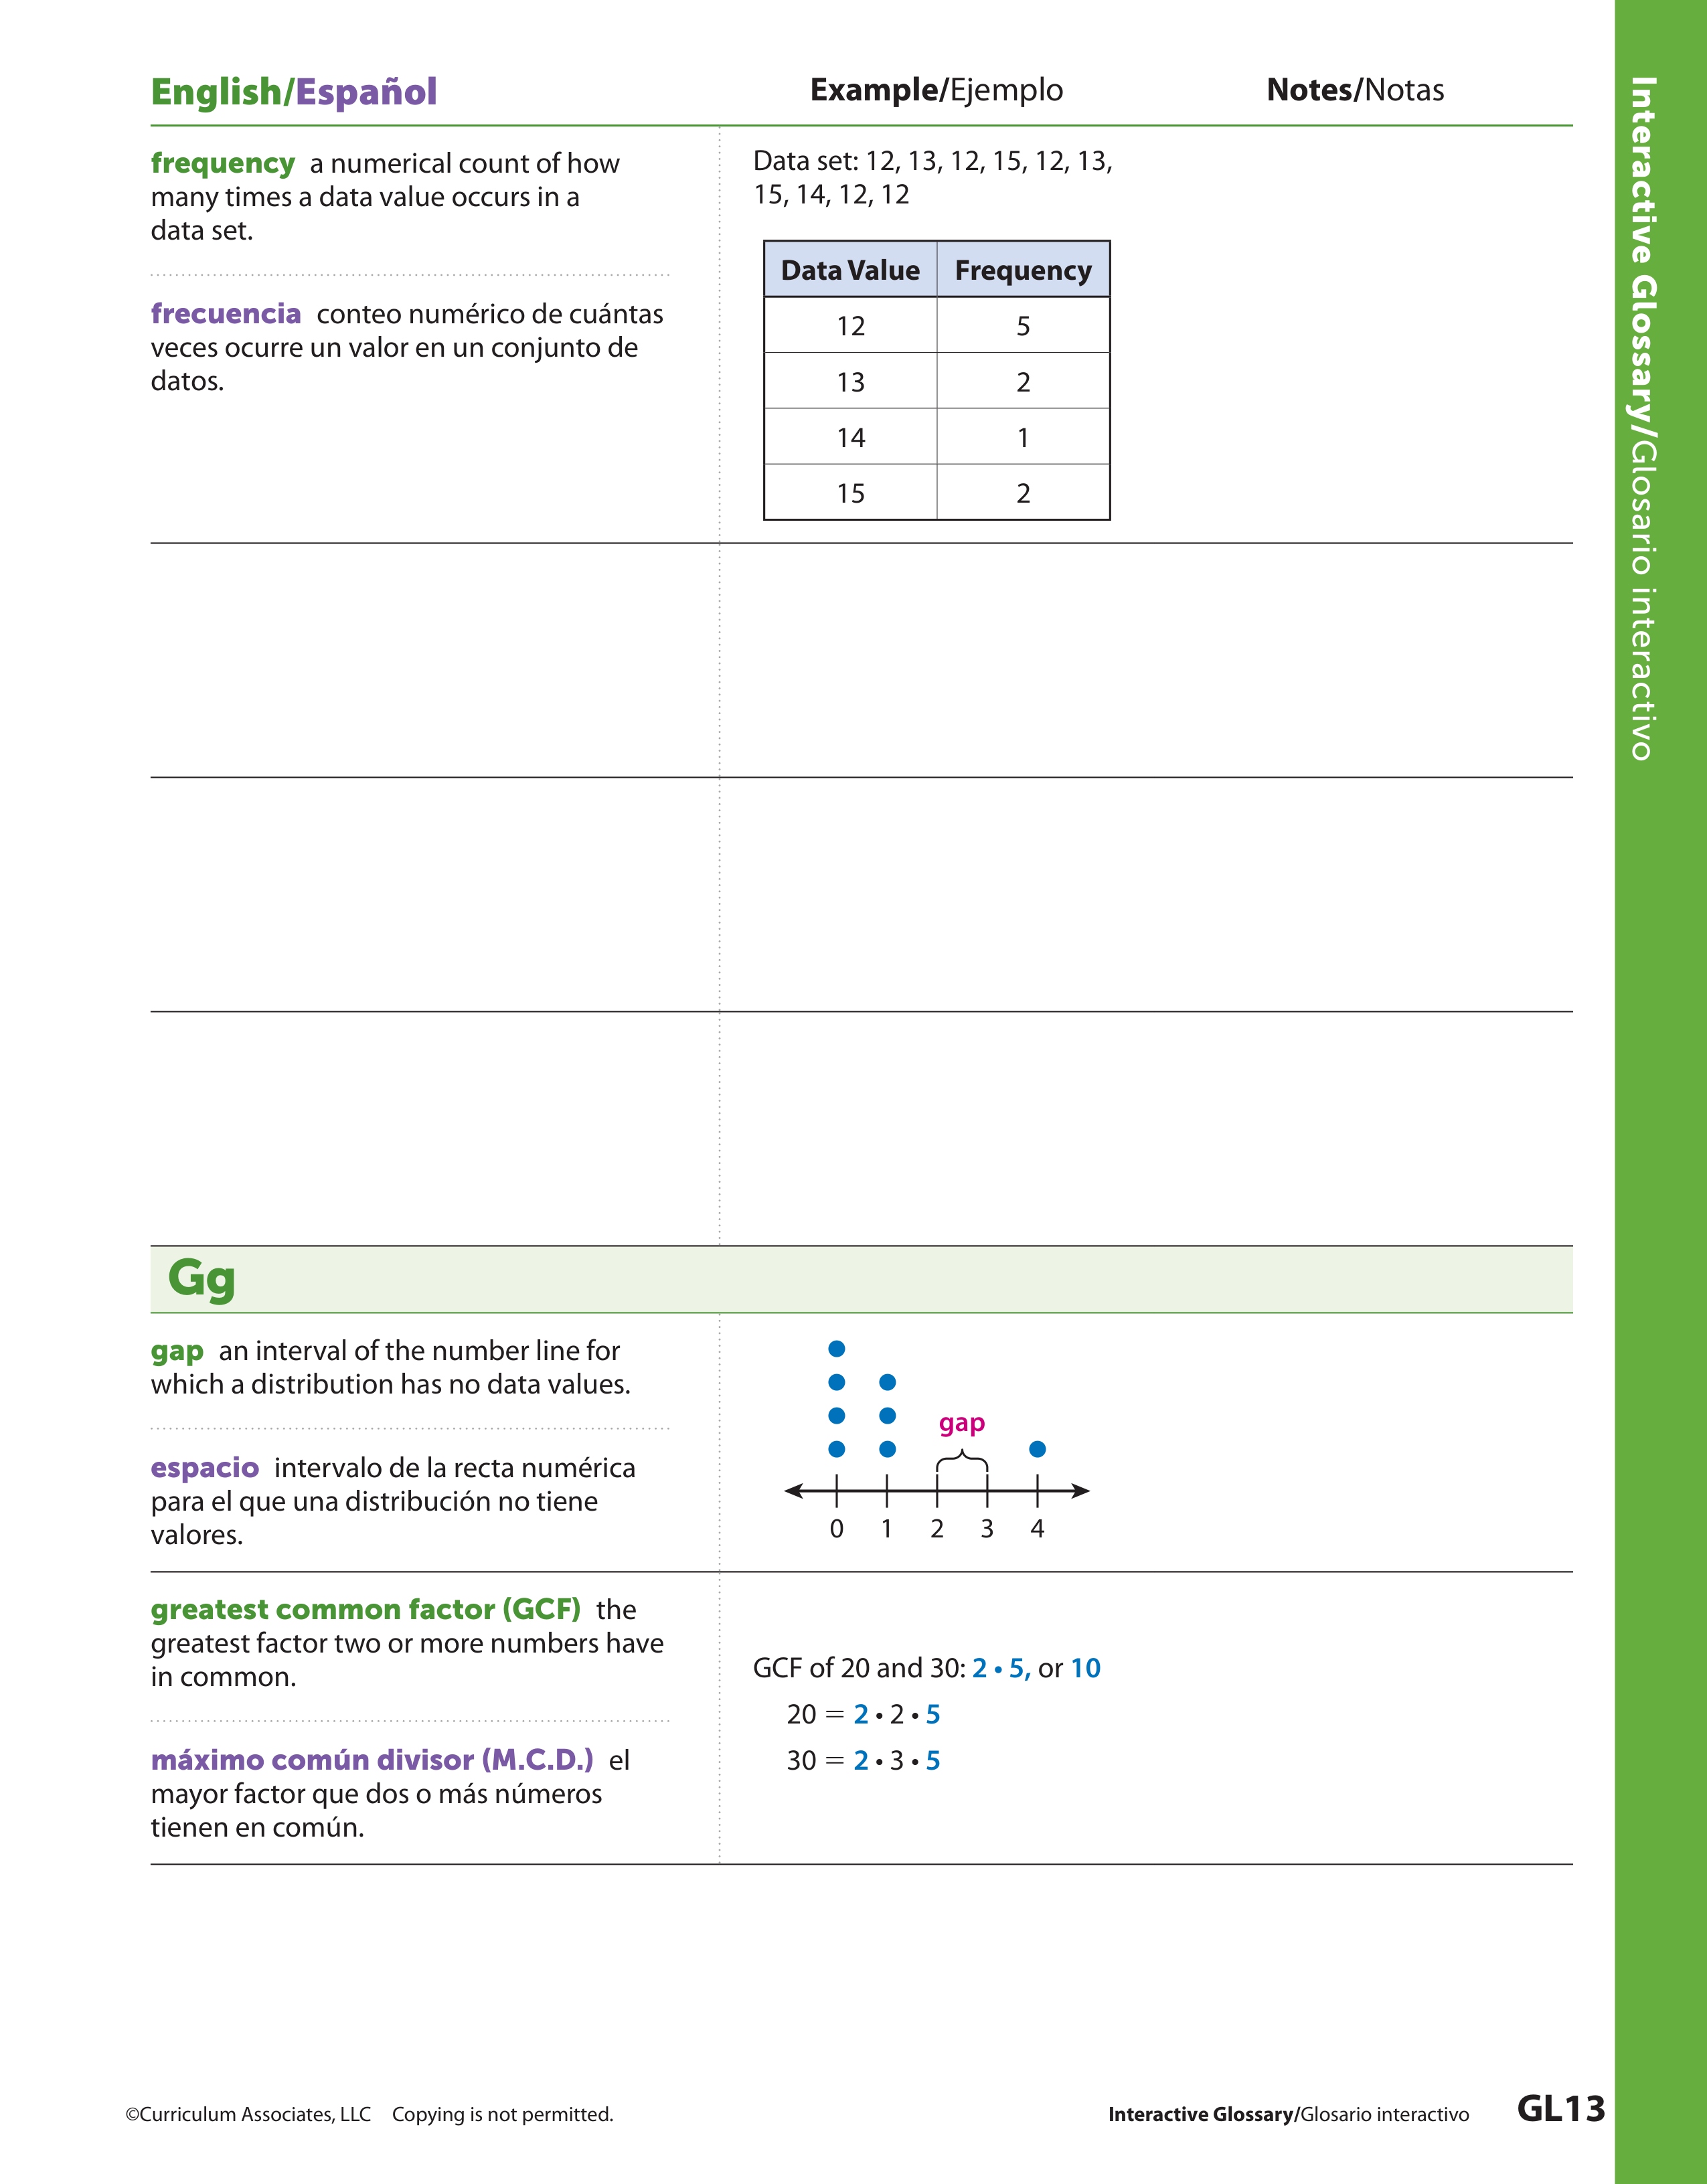 English/Español
Example/Ejemplo
Notes/Notas
frequency a numerical count of how
many times a data value occurs in a
data set.
frecuencia conteo numérico de cuántas
veces ocurre un valor en un conjunto de
datos.
Data set: 12, 13, 12, 15, 12, 13,
15, 14, 12, 12
Data Value Frequency
12 5
13 2
14 1
15 2
Gg
gap an interval of the number line for
which a distribution has no data values.
espacio intervalo de la recta numérica
para el que una distribución no tiene
valores.
gap
0 1 2 3 4
greatest common factor (GCF) the
greatest factor two or more numbers have
in common.
máximo común divisor (M.C.D.) el
mayor factor que dos o más números
tienen en común.
GCF of 20 and 30: 2 • 5, or 10
20 = 2 • 2 • 5
30 = 2 • 3 • 5
©Curriculum Associates, LLC Copying is not permitted.
Interactive Glossary/Glosario interactivo GL13
Interactive Glossary/Glosario interactivo